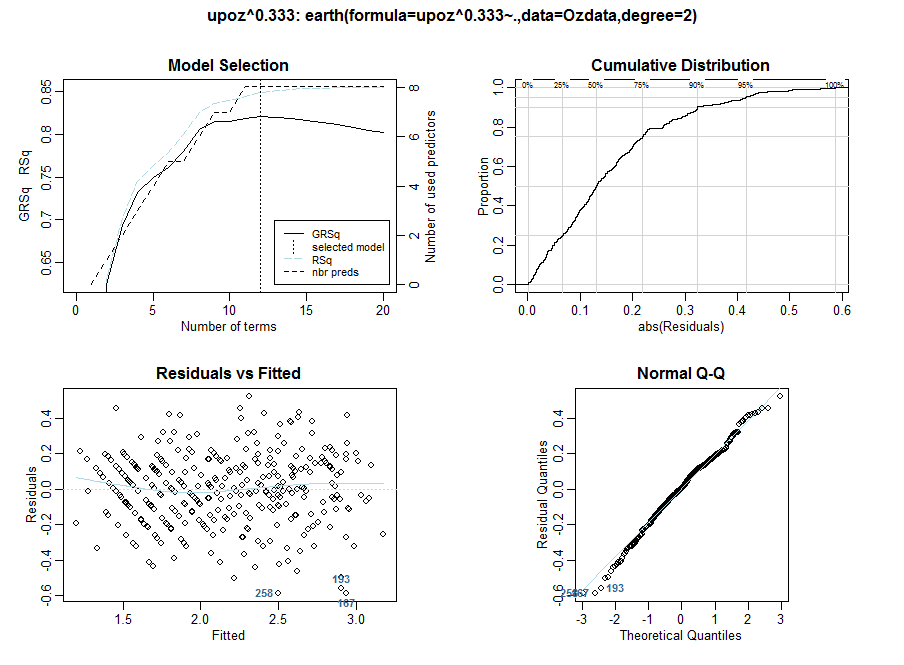 upoz^0.333: earth(formula=upoz^0.333~.,data=Ozdata,degree=2)
Model Selection
GRSq   RSq
0.65 0.70 0.75 0.80 0.85
0 2 4 6 8
Number of used predictors
GRSq
selected model
RSq
nbr preds
0 5 10 15 20
Number of terms
Cumulative Distribution
0% 25% 50% 75% 90% 95% 100%
Proportion
0.0 0.2 0.4 0.6 0.8 1.0
0.0 0.1 0.2 0.3 0.4 0.5 0.6
abs(Residuals)
Residuals vs Fitted
Residuals
-0.6 -0.4 -0.2 0.0 0.2 0.4
193
258
167
1.5 2.0 2.5 3.0
Fitted
Normal Q-Q
Residual Quantiles
-0.6 -0.4 -0.2 0.0 0.2 0.4
193
-3 -2 -1 0 1 2 3
Theoretical Quantiles